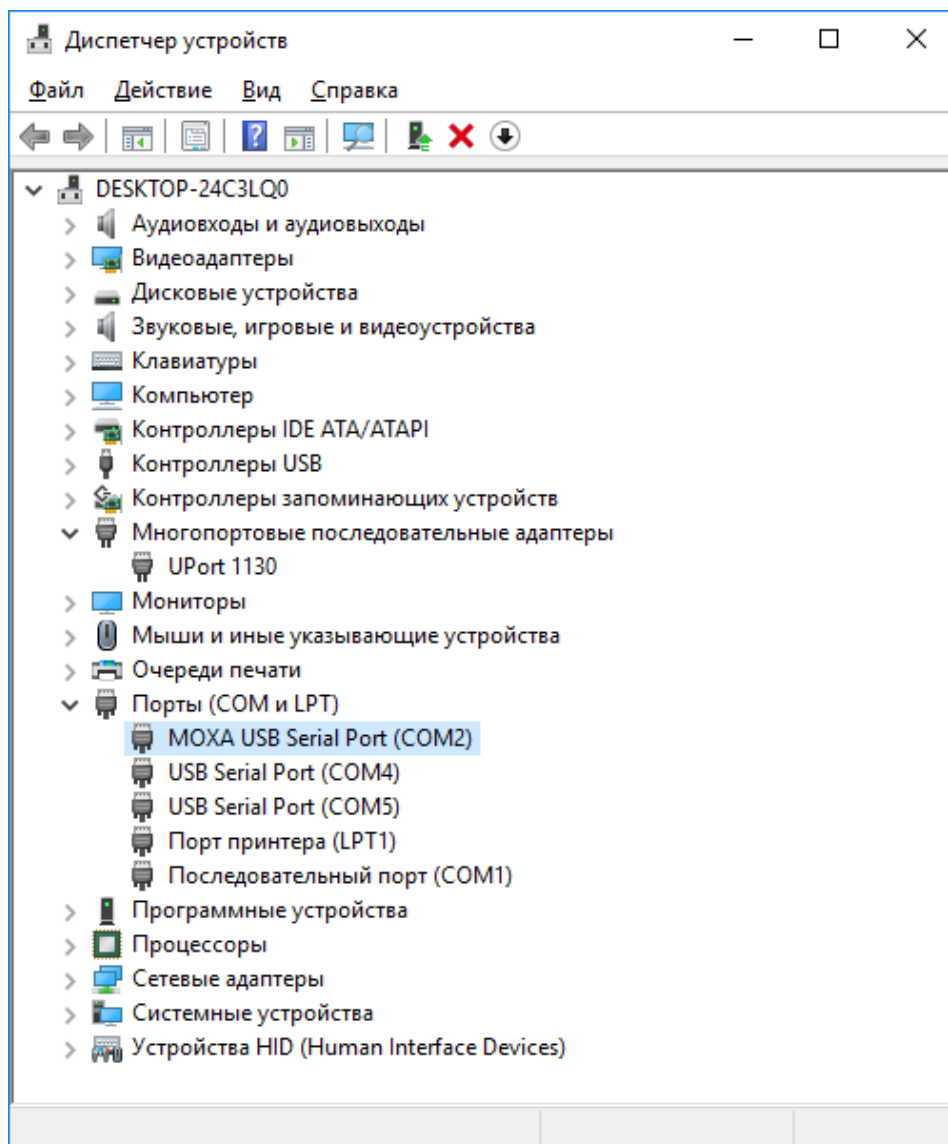 Диспетчер устройств
Файл Действие Вид Справка
DESKTOP-24C3LQ0
Аудиовходы и аудиовыходы
Видеоадаптеры
Дисковые устройства
Звуковые, игровые и видеоустройства
Клавиатуры
Компьютер
Контроллеры IDE ATA/ATAPI
Контроллеры USB
Контроллеры запоминающих устройств
Многопортовые последовательные адаптеры
UPort 1130
Мониторы
Мыши и иные указывающие устройства
Очереди печати
Порты (COM и LPT)
MOXA USB Serial Port (COM2)
USB Serial Port (COM4)
USB Serial Port (COM5)
Порт принтера (LPT1)
Последовательный порт (COM1)
Программные устройства
Процессоры
Сетевые адаптеры
Системные устройства
Устройства HID (Human Interface Devices)